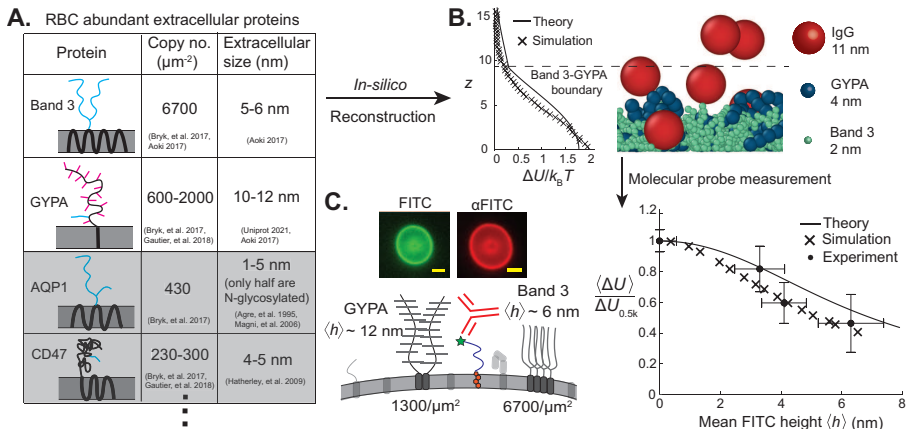 A. RBC abundant extracellular proteins
Protein
Copy no.
(μm⁻²)
Extracellular
size (nm)
Band 3
6700
(Bryk, et al. 2017,
Aoki 2017)
5-6 nm
(Aoki 2017)
GYPA
600-2000
(Bryk, et al. 2017,
Gautier, et al. 2018)
10-12 nm
(Uniprot 2021,
Aoki 2017)
AQP1
430
(Bryk, et al. 2017)
1-5 nm
(only half are
N-glycosylated)
(Agre, et al. 1995,
Magni, et al. 2006)
CD47
230-300
(Bryk, et al. 2017,
Gautier, et al. 2018)
4-5 nm
(Hatherley, et al. 2009)
In-silico
Reconstruction
B.
15
10
5
0
z
Theory
Simulation
Band 3-GYPA
boundary
0.0
0.5
1.0
1.5
2.0
ΔU/k_BT
IgG
11 nm
GYPA
4 nm
Band 3
2 nm
Molecular probe measurement
C.
FITC
αFITC
GYPA
⟨h⟩~ 12 nm
Band 3
⟨h⟩~ 6 nm
1300/μm²
6700/μm²
Theory
Simulation
Experiment
⟨ΔU⟩
ΔU_0.5k
1
0.8
0.6
0.4
0.2
0
0
2
4
6
8
Mean FITC height ⟨h⟩ (nm)